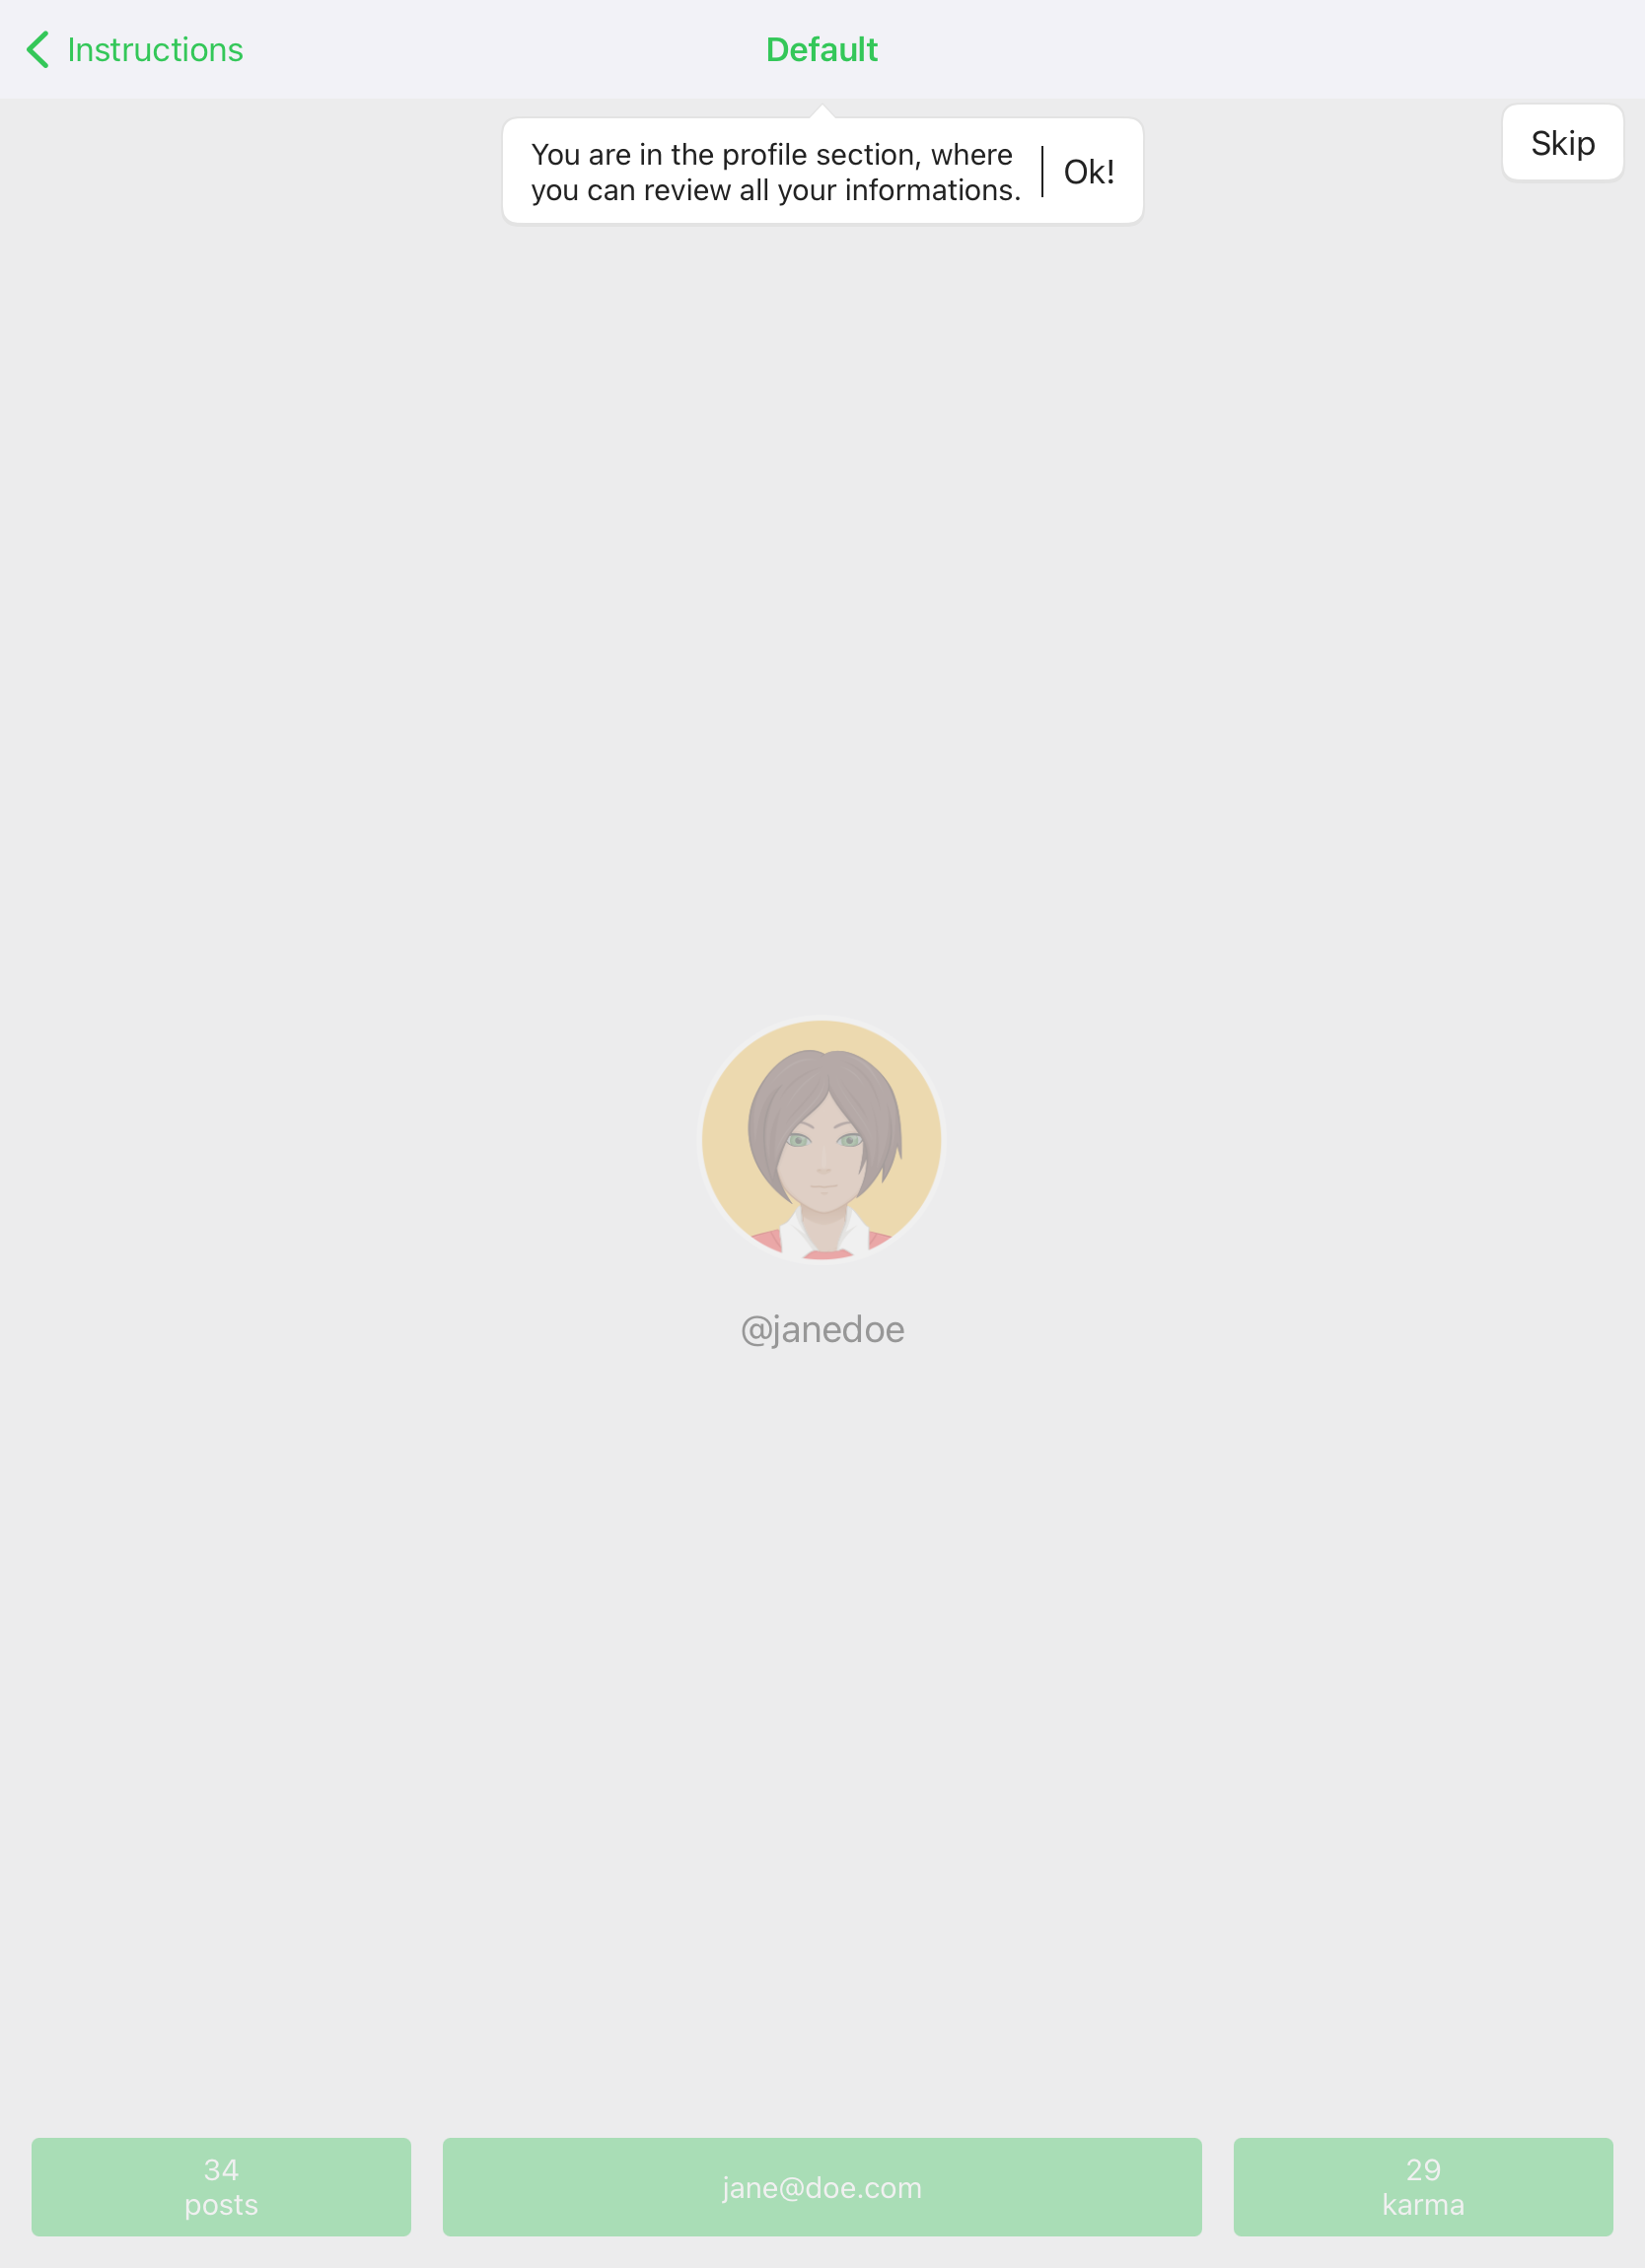 Instructions
Default
You are in the profile section, where
you can review all your informations.
Ok!
Skip
@janedoe
34
posts
jane@doe.com
29
karma